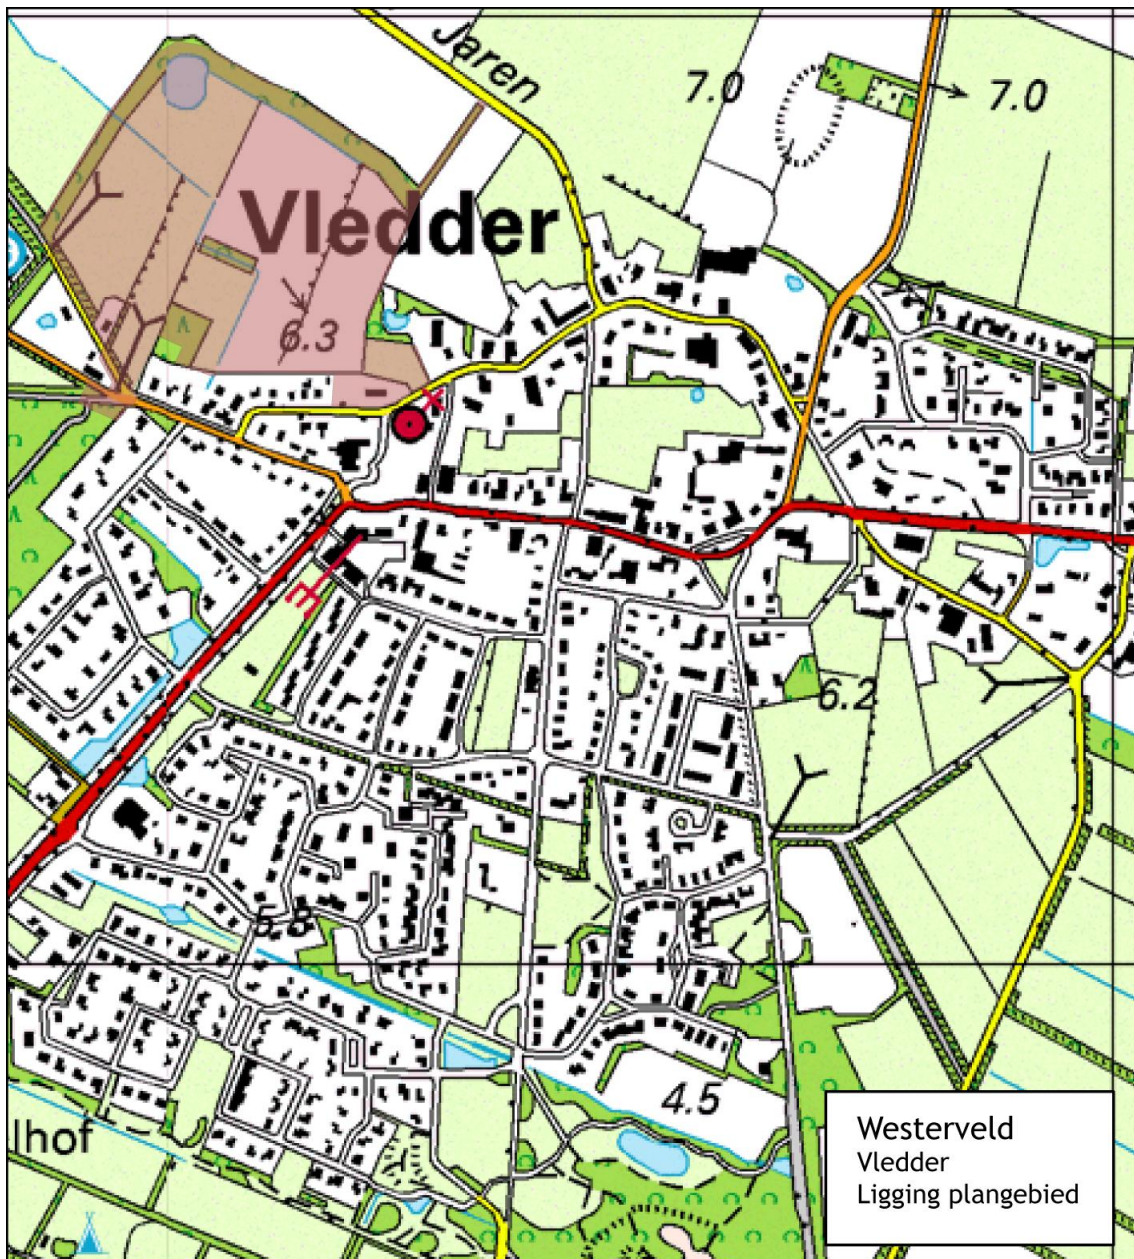 Jaren
7.0
7.0
Vledder
6.3
6.2
5.8
4.5
lhof
Westerveld
Vledder
Ligging plangebied